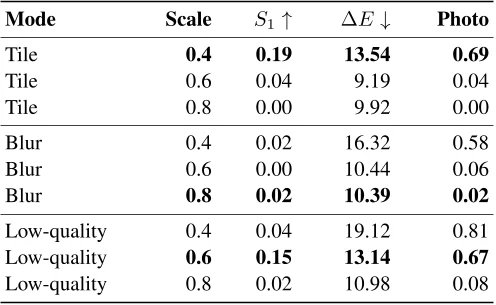 Mode Scale S₁ ↑ ΔE ↓ Photo
Tile 0.4 0.19 13.54 0.69
Tile 0.6 0.04 9.19 0.04
Tile 0.8 0.00 9.92 0.00
Blur 0.4 0.02 16.32 0.58
Blur 0.6 0.00 10.44 0.06
Blur 0.8 0.02 10.39 0.02
Low-quality 0.4 0.04 19.12 0.81
Low-quality 0.6 0.15 13.14 0.67
Low-quality 0.8 0.02 10.98 0.08